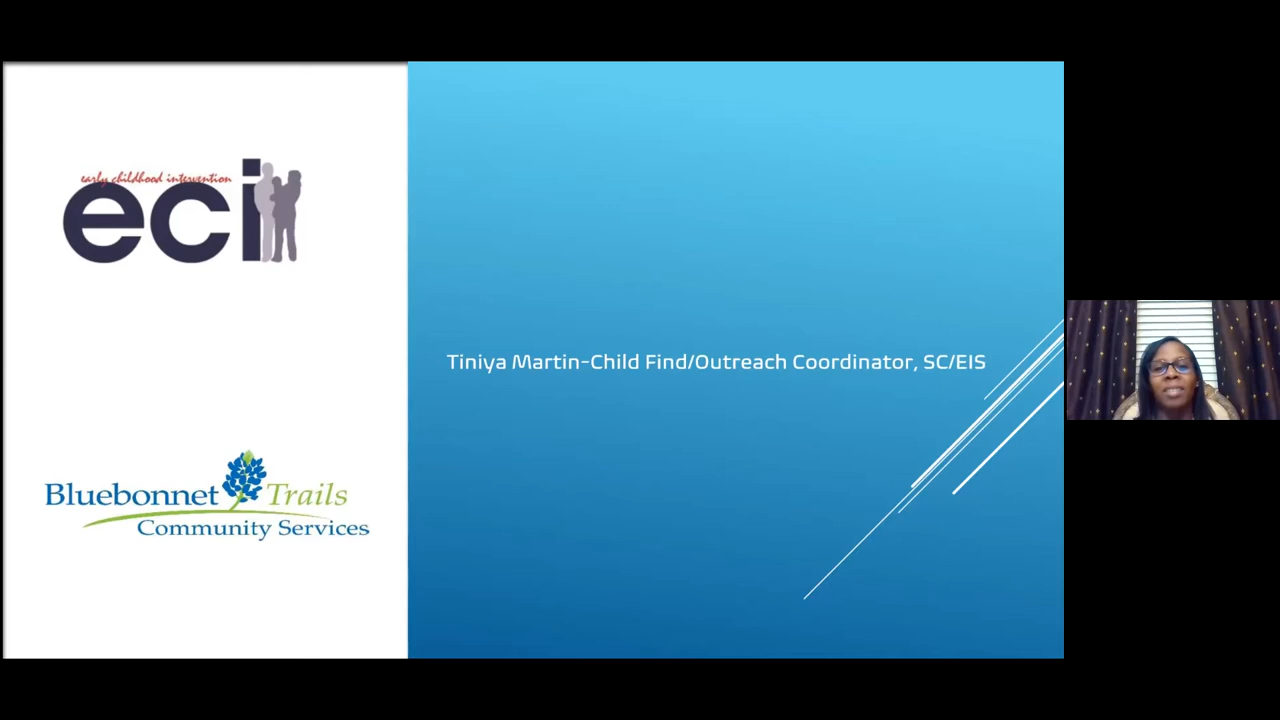 early childhood intervention
eci
Tiniya Martin-Child Find/Outreach Coordinator, SC/EIS
Bluebonnet Trails
Community Services